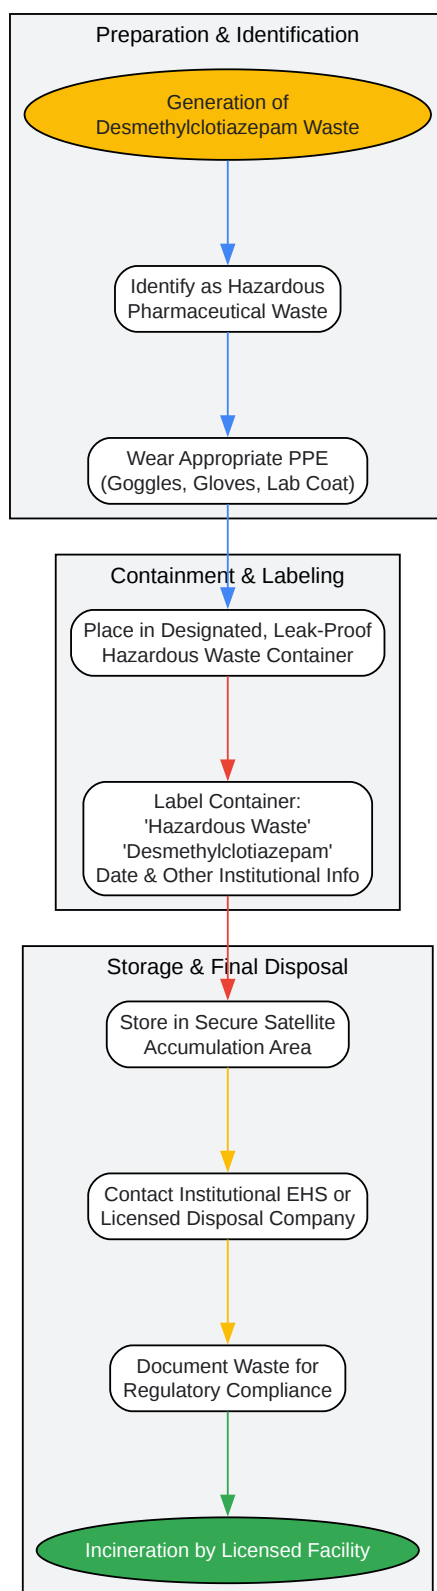 Preparation & Identification
Generation of
Desmethylclotiazepam Waste
Identify as Hazardous
Pharmaceutical Waste
Wear Appropriate PPE
(Goggles, Gloves, Lab Coat)
Containment & Labeling
Place in Designated, Leak-Proof
Hazardous Waste Container
Label Container:
'Hazardous Waste'
'Desmethylclotiazepam'
Date & Other Institutional Info
Storage & Final Disposal
Store in Secure Satellite
Accumulation Area
Contact Institutional EHS or
Licensed Disposal Company
Document Waste for
Regulatory Compliance
Incineration by Licensed Facility